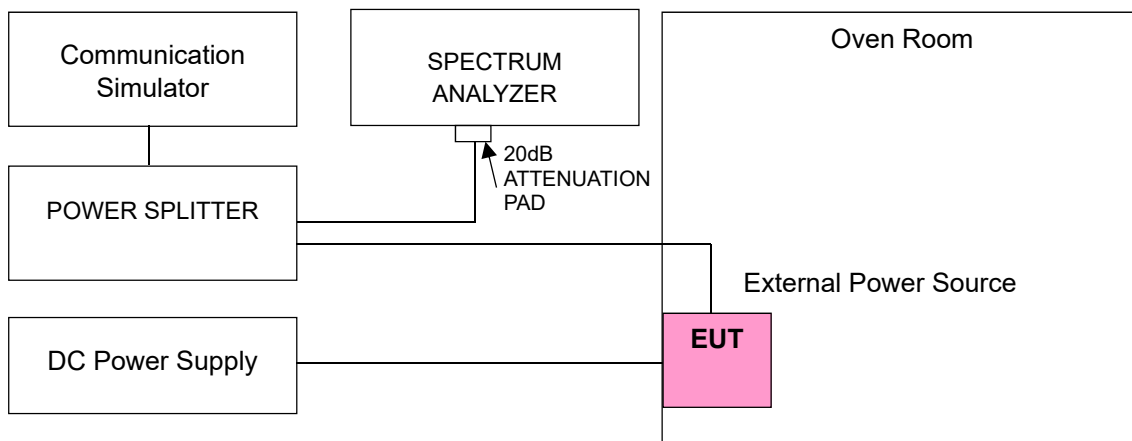 Communication
Simulator
SPECTRUM
ANALYZER
Oven Room
20dB
ATTENUATION
PAD
POWER SPLITTER
External Power Source
EUT
DC Power Supply